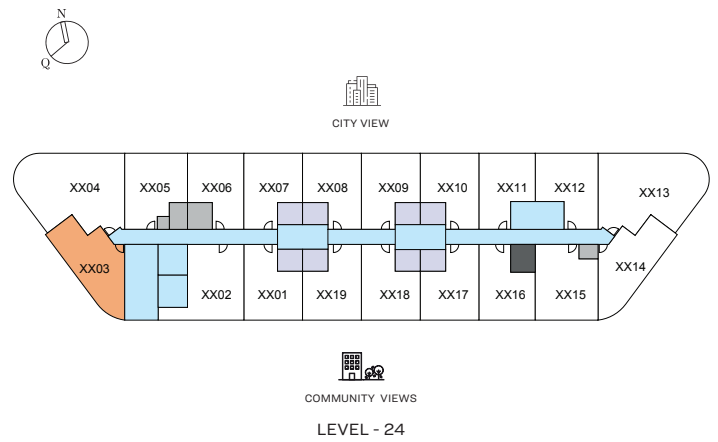 N
Q
CITY VIEW
XX04 XX05 XX06 XX07 XX08 XX09 XX10 XX11 XX12 XX13
XX03 XX14
XX02 XX01 XX19 XX18 XX17 XX16 XX15
COMMUNITY VIEWS
LEVEL - 24